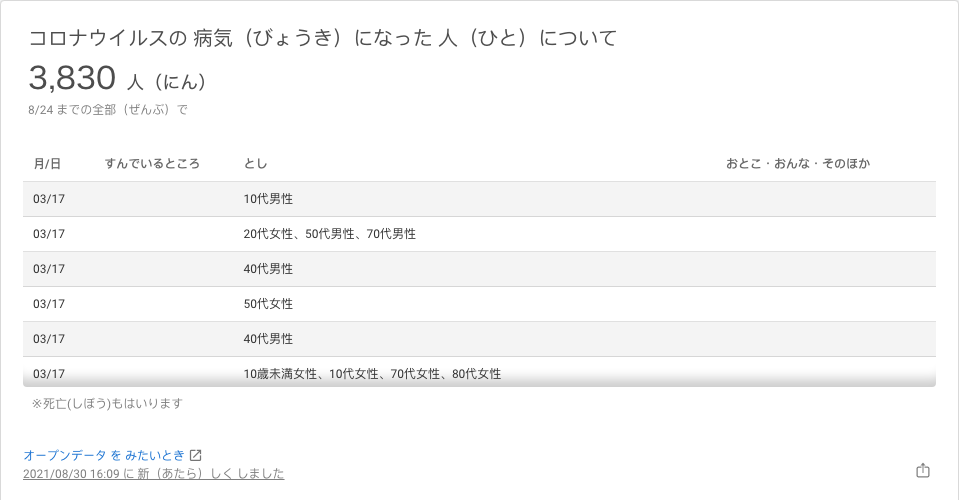 コロナウイルスの 病気（びょうき）になった 人（ひと）について
3,830 人（にん）
8/24 までの全部（ぜんぶ）で
月/日 すんでいるところ とし おとこ・おんな・そのほか
03/17 10代男性
03/17 20代女性、50代男性、70代男性
03/17 40代男性
03/17 50代女性
03/17 40代男性
03/17 10歳未満女性、10代女性、70代女性、80代女性
※死亡(しぼう)もはいります
オープンデータ を みたいとき
2021/08/30 16:09 に 新（あたら）しく しました